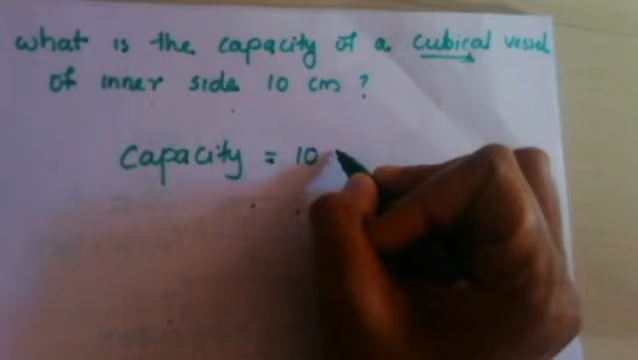 what is the capacity of a cubical vessel
of inner side 10 cm ?
Capacity = 10